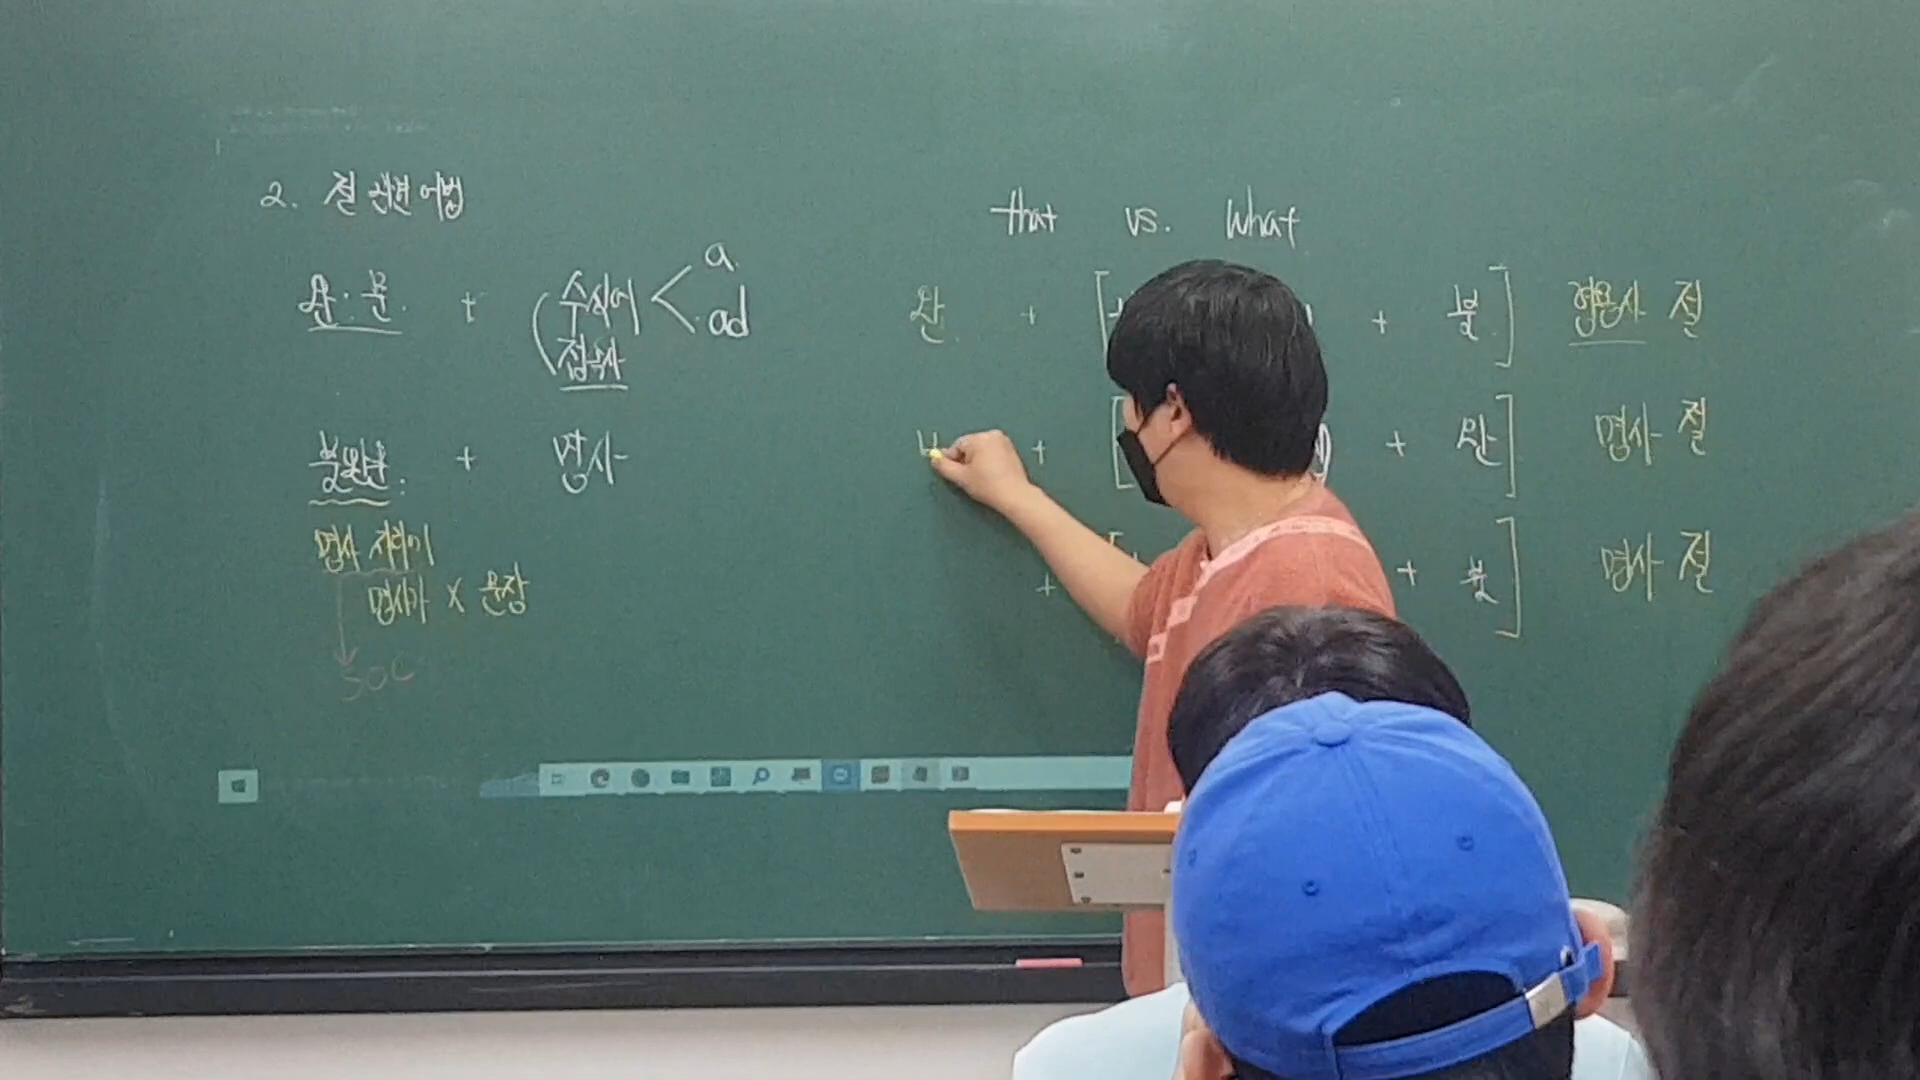 2. 절 관련 어법
완.문. + (수식어 < a.
ad
접속사
불완문. + 명사
명사 자리에
명사가 X 문장
SOC
that vs. what
완. + [ + 불.] 형용사 절
+ [ + 완] 명사 절
+ [ + 불] 명사 절